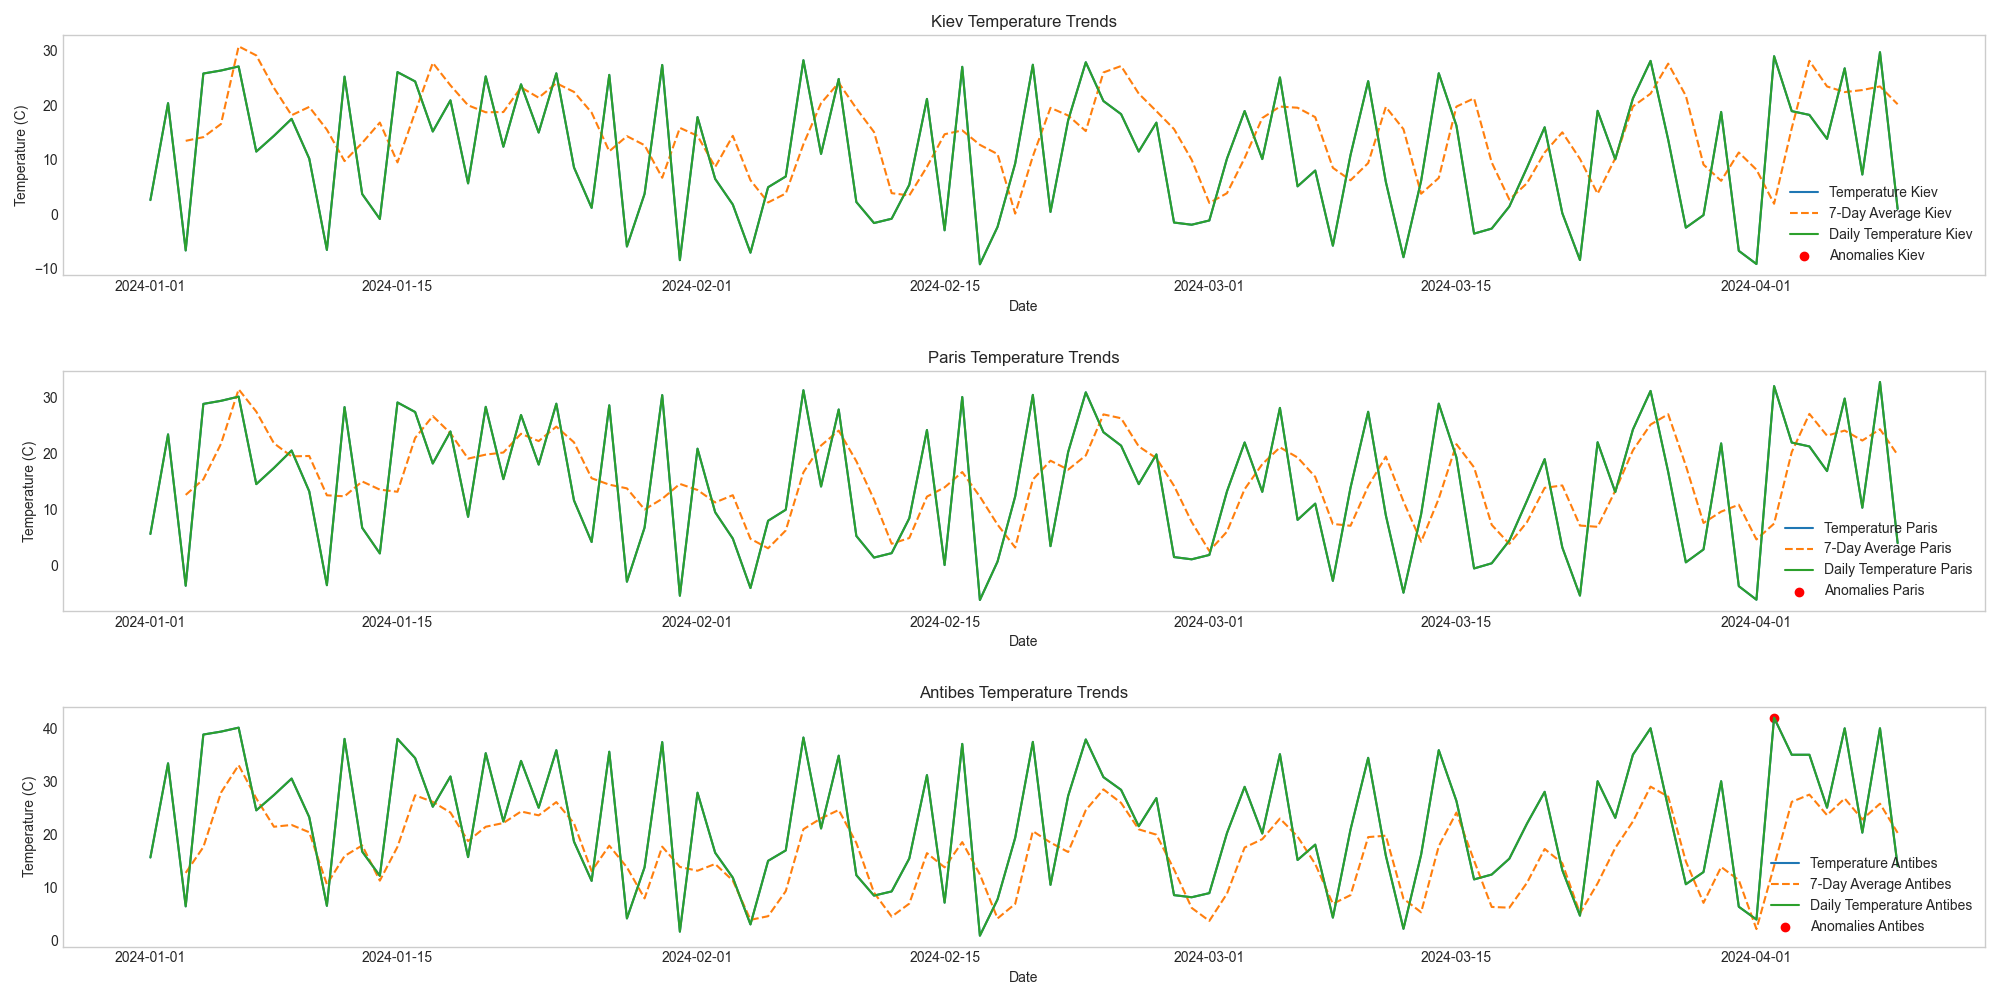 Kiev Temperature Trends
Temperature (C)
30
20
10
0
−10
Temperature Kiev
7-Day Average Kiev
Daily Temperature Kiev
Anomalies Kiev
2024-01-01 2024-01-15 2024-02-01 2024-02-15 2024-03-01 2024-03-15 2024-04-01
Date
Paris Temperature Trends
Temperature (C)
30
20
10
0
Temperature Paris
7-Day Average Paris
Daily Temperature Paris
Anomalies Paris
2024-01-01 2024-01-15 2024-02-01 2024-02-15 2024-03-01 2024-03-15 2024-04-01
Date
Antibes Temperature Trends
Temperature (C)
40
30
20
10
0
Temperature Antibes
7-Day Average Antibes
Daily Temperature Antibes
Anomalies Antibes
2024-01-01 2024-01-15 2024-02-01 2024-02-15 2024-03-01 2024-03-15 2024-04-01
Date